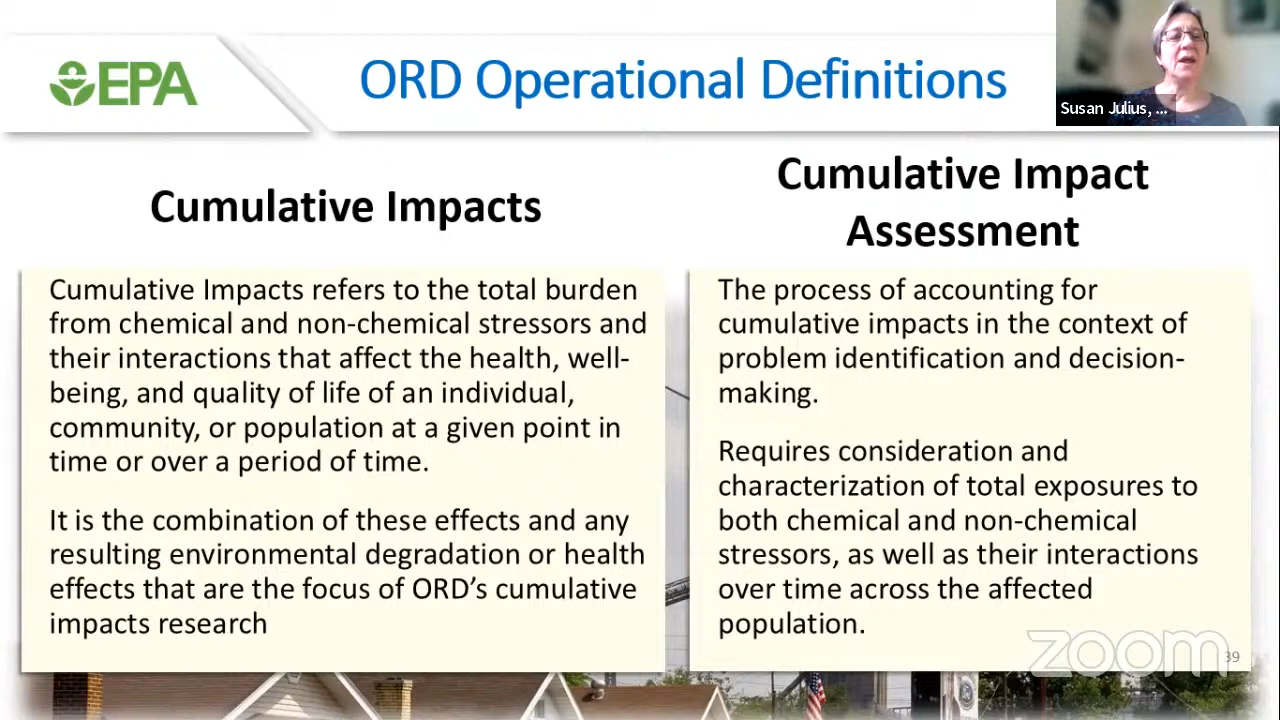 EPA
ORD Operational Definitions
Susan Julius, ...
Cumulative Impacts
Cumulative Impacts refers to the total burden
from chemical and non-chemical stressors and
their interactions that affect the health, well-
being, and quality of life of an individual,
community, or population at a given point in
time or over a period of time.
It is the combination of these effects and any
resulting environmental degradation or health
effects that are the focus of ORD’s cumulative
impacts research
Cumulative Impact
Assessment
The process of accounting for
cumulative impacts in the context of
problem identification and decision-
making.
Requires consideration and
characterization of total exposures to
both chemical and non-chemical
stressors, as well as their interactions
over time across the affected
population.
zoom
39